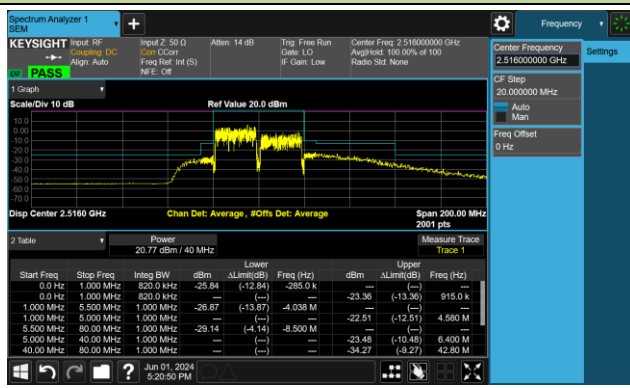 Spectrum Analyzer 1
SEM
+
Frequency
KEYSIGHT
Input: RF
Coupling: DC
Align: Auto
Input Z: 50 Ω
Corr CCorr
Freq Ref: Int (S)
NFE: Off
Atten: 14 dB
Trig: Free Run
Gate: LO
IF Gain: Low
Center Freq: 2.516000000 GHz
Avg|Hold: 100.00% of 100
Radio Std: None
PASS
Center Frequency
2.516000000 GHz
Settings
CF Step
20.000000 MHz
Auto
Man
Freq Offset
0 Hz
1 Graph
Scale/Div 10 dB
Ref Value 20.0 dBm
10.0
0.00
-10.0
-20.0
-30.0
-40.0
-50.0
-60.0
-70.0
Disp Center 2.5160 GHz
Chan Det: Average, #Offs Det: Average
Span 200.00 MHz
2001 pts
2 Table
Power
20.77 dBm / 40 MHz
Measure Trace
Trace 1
Lower Upper
Start Freq Stop Freq Integ BW dBm ΔLimit(dB) Freq (Hz) dBm ΔLimit(dB) Freq (Hz)
0.0 Hz 1.000 MHz 820.0 kHz -25.84 (-12.84) -285.0 k --- (---) ---
0.0 Hz 1.000 MHz 820.0 kHz --- (---) --- -23.36 (-13.36) 915.0 k
1.000 MHz 5.500 MHz 1.000 MHz -26.87 (-13.87) -4.038 M --- (---) ---
1.000 MHz 5.000 MHz 1.000 MHz --- (---) --- -22.51 (-12.51) 4.580 M
5.500 MHz 80.00 MHz 1.000 MHz -29.14 (-4.14) -8.500 M --- (---) ---
5.000 MHz 40.00 MHz 1.000 MHz --- (---) --- -23.48 (-10.48) 6.400 M
40.00 MHz 80.00 MHz 1.000 MHz --- (---) --- -34.27 (-9.27) 42.80 M
?
Jun 01, 2024
5:20:50 PM